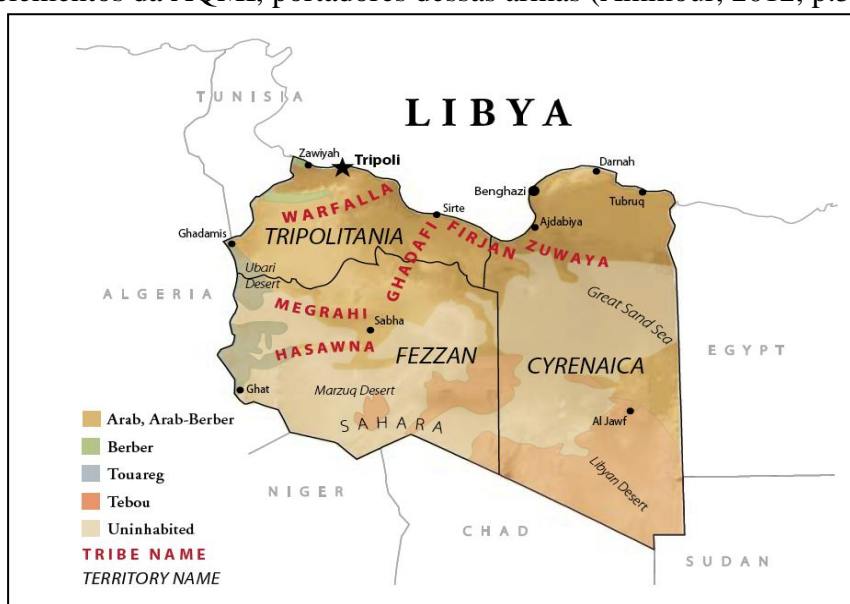 elementos da AQMI, portadores dessas armas (Ammour, 2012, p.3
TUNISIA
LIBYA
Zawiyah
Tripoli
Darnah
Benghazi
Tubruq
WARFALLA
Sirte
Ajdabiya
Ghadamis
TRIPOLITANIA
GHADAFI
FIRJAN
ZUWAYA
Ubari
Desert
ALGERIA
MEGRAHI
Great Sand Sea
Sabha
HASAWNA
FEZZAN
CYRENAICA
EGYPT
Ghat
Marzuq Desert
SAHARA
Al Jawf
Libyan Desert
Arab, Arab-Berber
Berber
Touareg
Tebou
Uninhabited
TRIBE NAME
TERRITORY NAME
NIGER
CHAD
SUDAN